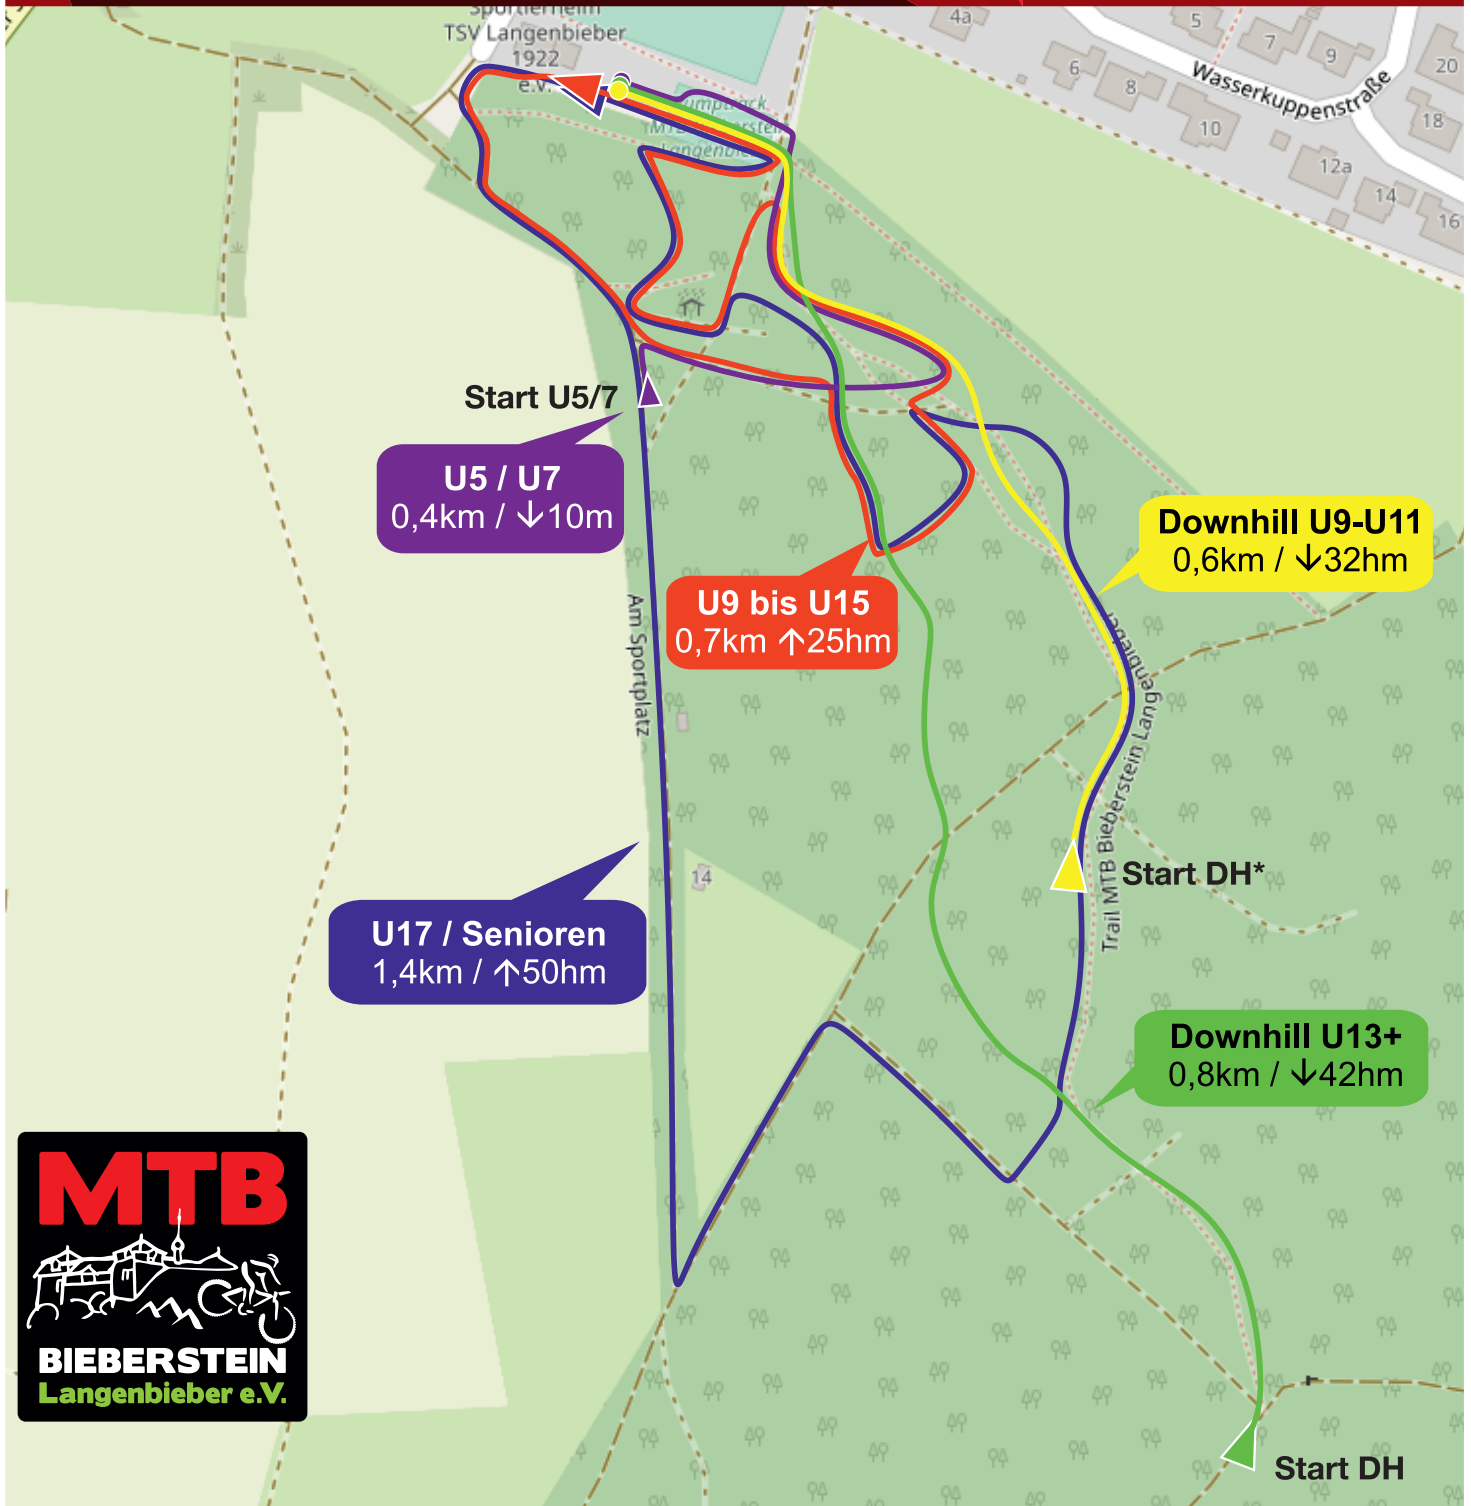 Sportlerheim
TSV Langenbieber
1922
e.V.
4a
5
7
9
20
6
8
10
18
12a
14
16
Wasserkuppenstraße
Langenbieber
Start U5/7
U5 / U7
0,4km / ↓10m
Downhill U9-U11
0,6km / ↓32hm
U9 bis U15
0,7km ↑25hm
Am Sportplatz
Trail MTB Bieberstein Langenbieber
14
Start DH*
U17 / Senioren
1,4km / ↑50hm
Downhill U13+
0,8km / ↓42hm
MTB
BIEBERSTEIN
Langenbieber e.V.
Start DH